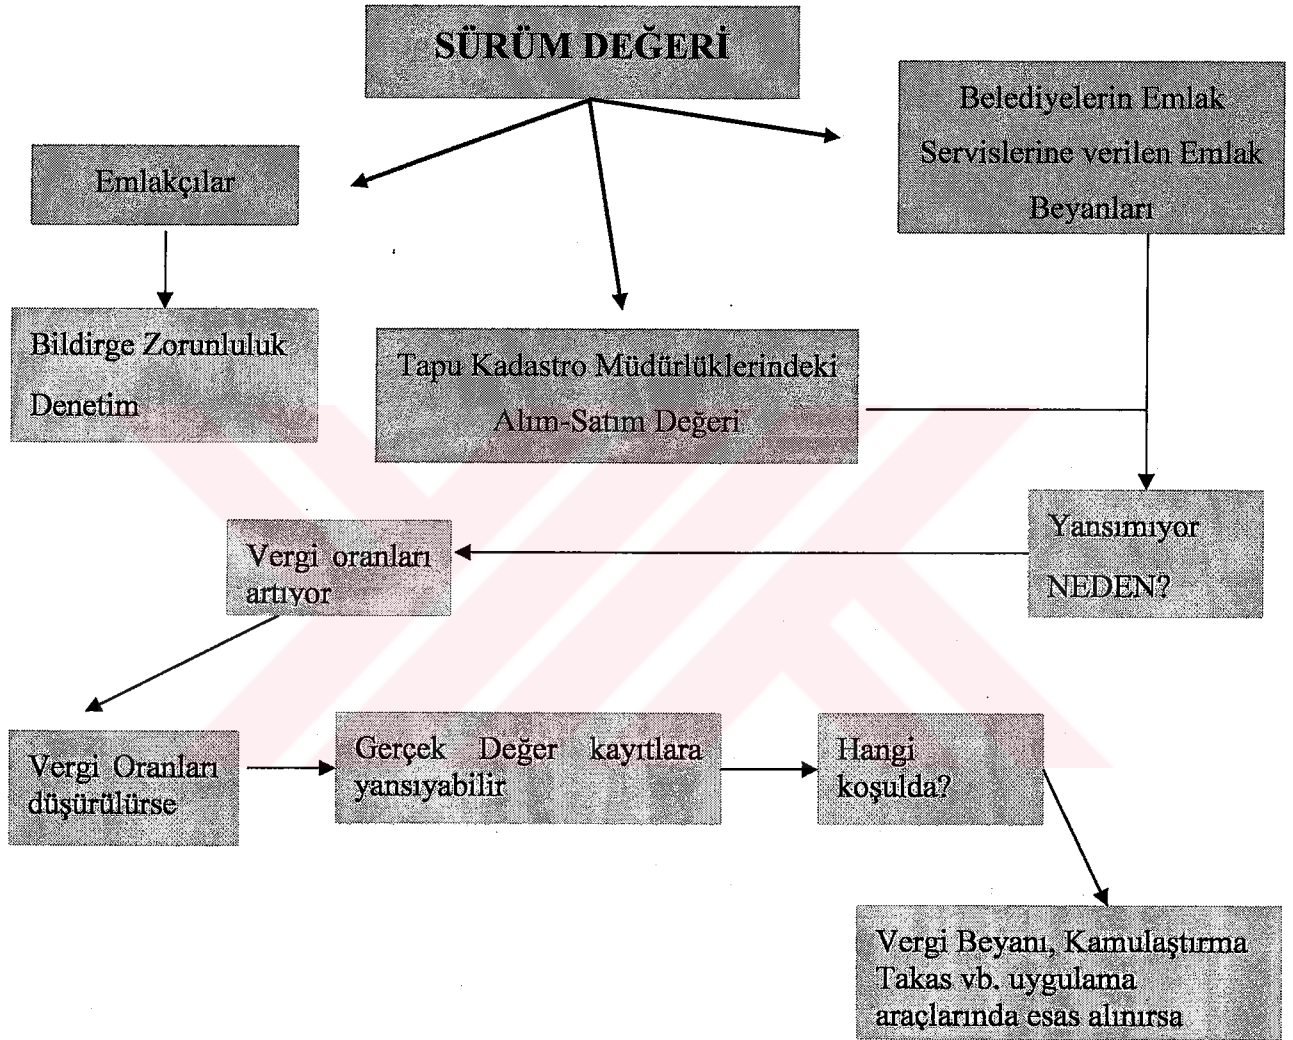 SÜRÜM DEĞERİ
Belediyelerin Emlak
Servislerine verilen Emlak
Beyanları
Emlakçılar
Bildirge Zorunluluk
Denetim
Tapu Kadastro Müdürlüklerindeki
Alım-Satım Değeri
Yansımıyor
NEDEN?
Vergi oranları
artıyor
Vergi Oranları
düşürülürse
Gerçek Değer kayıtlara
yansıyabilir
Hangi
koşulda?
Vergi Beyanı, Kamulaştırma
Takas vb. uygulama
araçlarında esas alınırsa